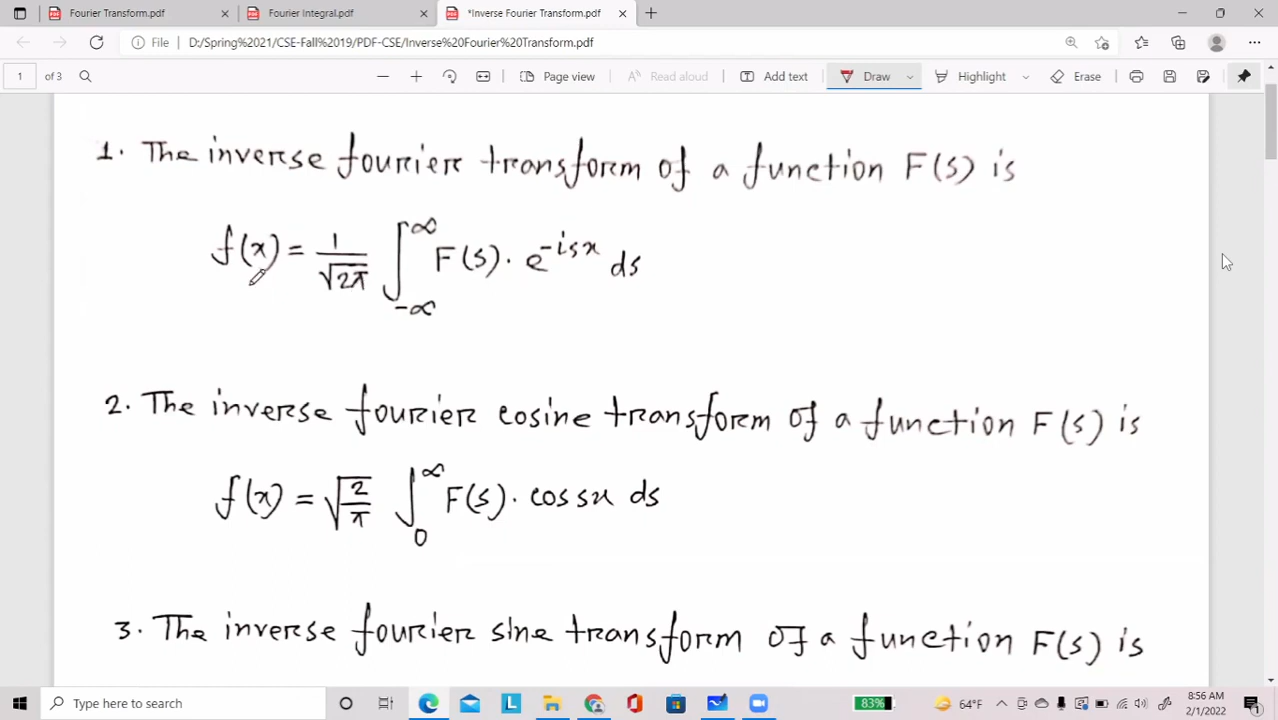 Fourier Transform.pdf
Fourier Integral.pdf
*Inverse Fourier Transform.pdf
File
D:/Spring%2021/CSE-Fall%2019/PDF-CSE/Inverse%20Fourier%20Transform.pdf
1 of 3
Page view
Read aloud
Add text
Draw
Highlight
Erase
1. The inverse fourier transform of a function F(s) is
f(x) = 1/√2π ∫_{-∞}^{∞} F(s) · e^{-isx} ds
2. The inverse fourier cosine transform of a function F(s) is
f(x) = √(2/π) ∫_0^∞ F(s) · cos sx ds
3. The inverse fourier sine transform of a function F(s) is
Type here to search
L
83%
64°F
8:56 AM
2/1/2022
1